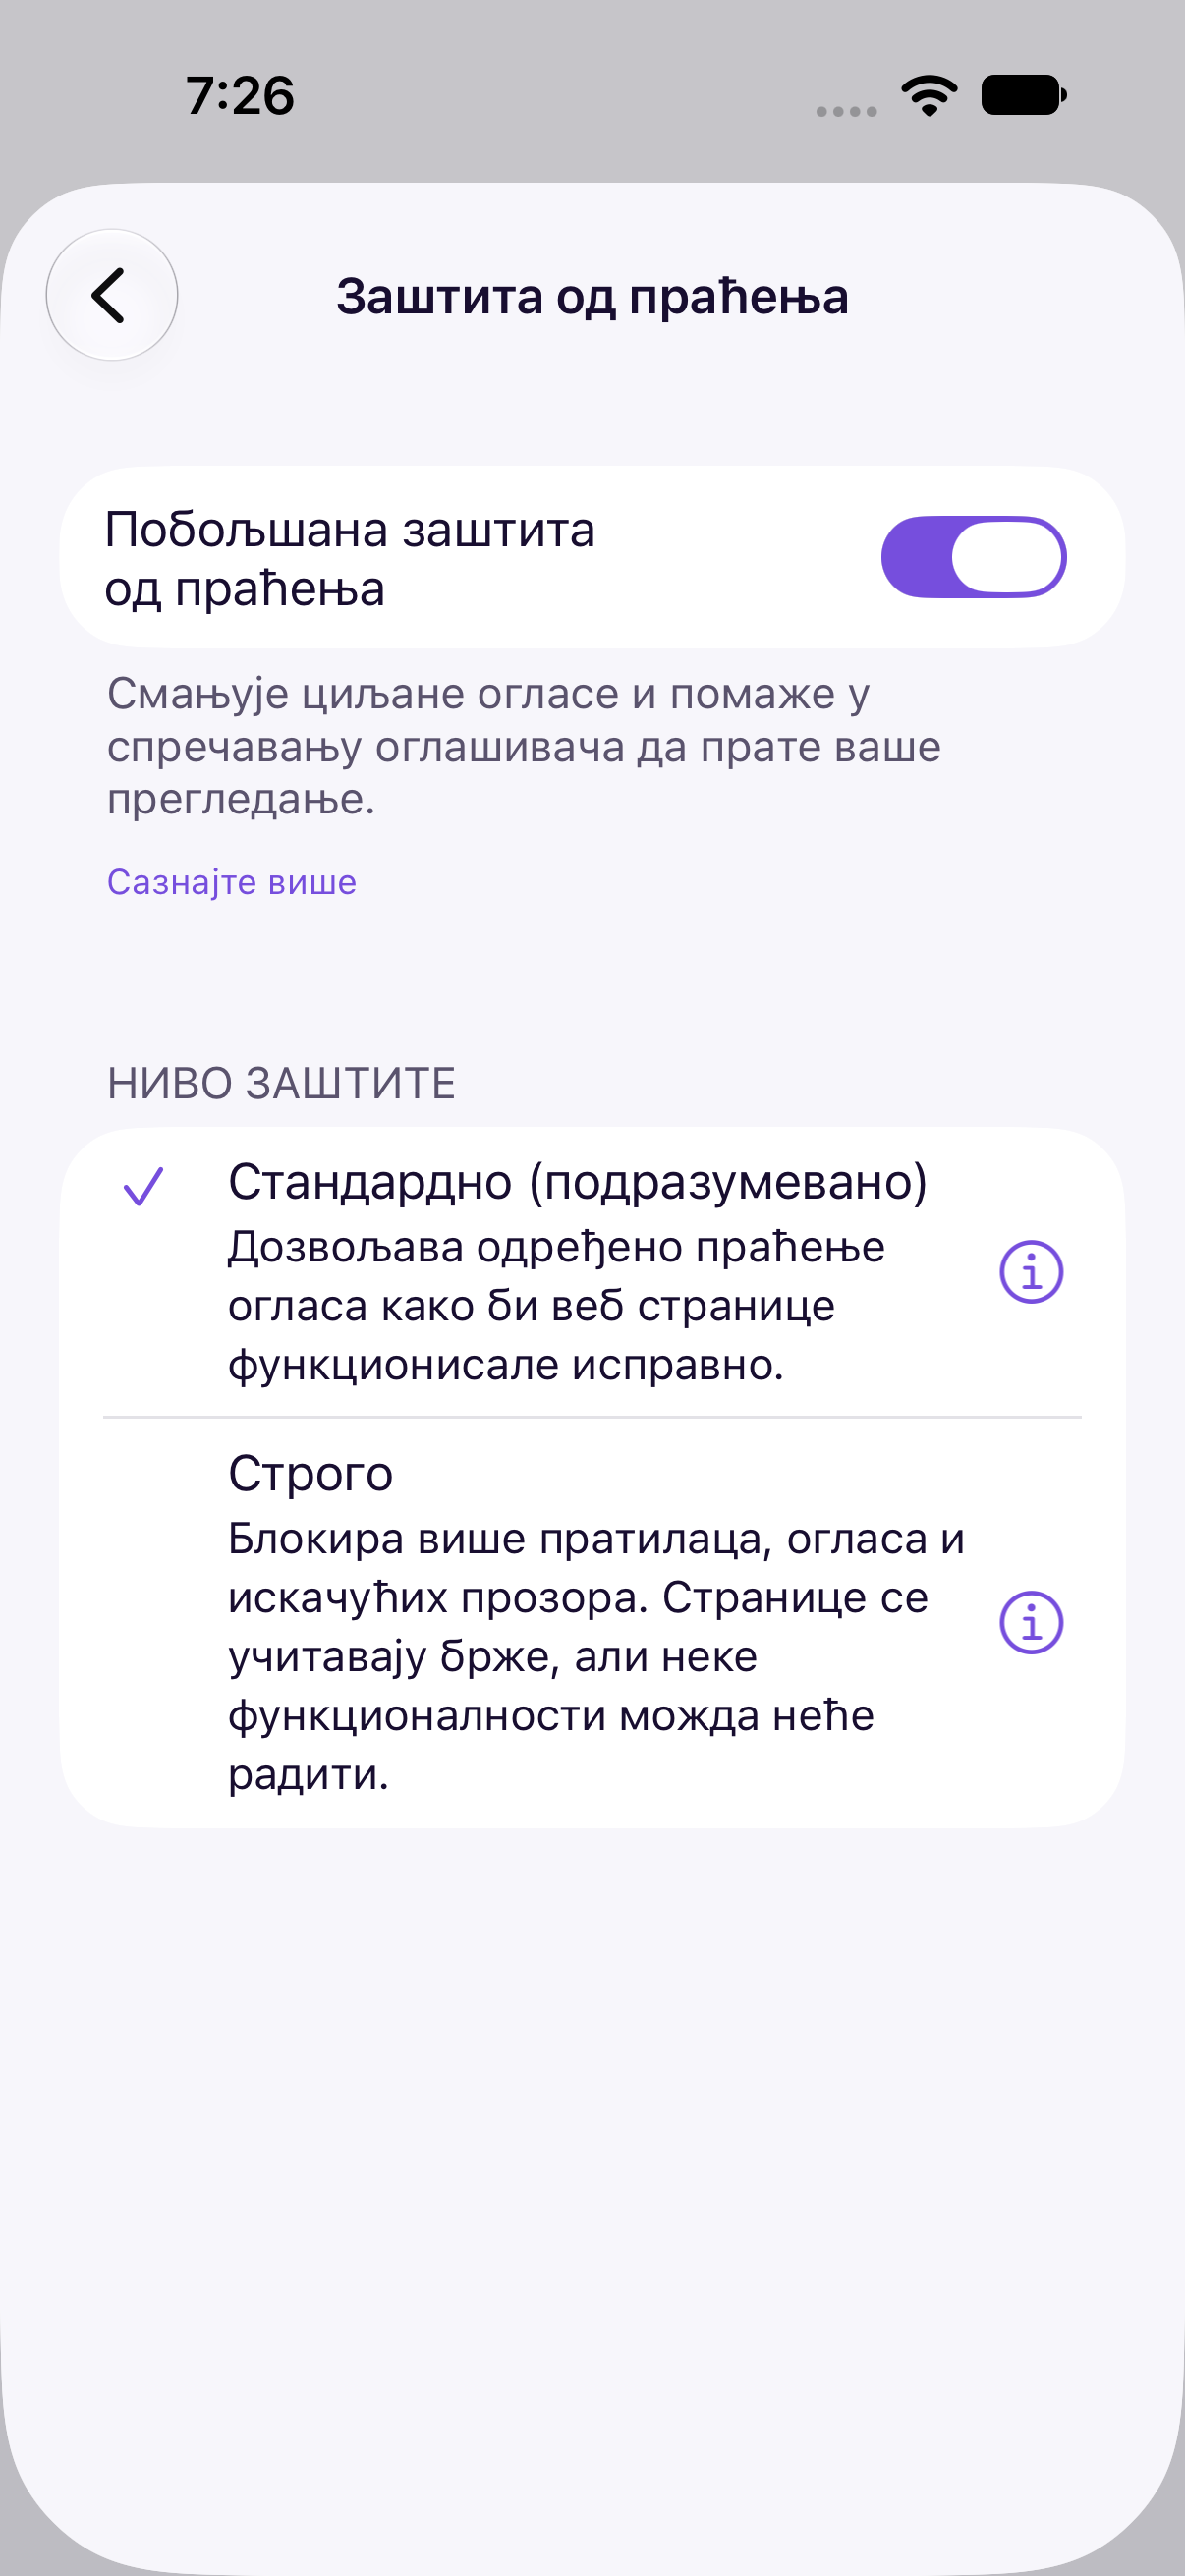 7:26
Заштита од праћења
Побољшана заштита
од праћења
Смањује циљане огласе и помаже у
спречавању оглашивача да прате ваше
прегледање.
Сазнајте више
НИВО ЗАШТИТЕ
Стандардно (подразумевано)
Дозвољава одређено праћење
огласа како би веб странице
функционисале исправно.
Строго
Блокира више пратилаца, огласа и
искачућих прозора. Странице се
учитавају брже, али неке
функционалности можда неће
радити.